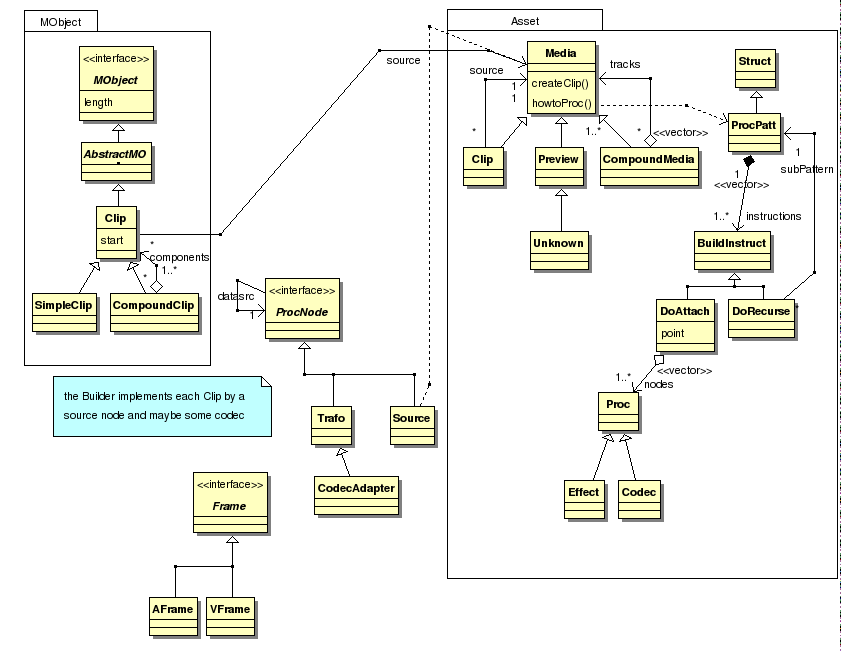 MObject
<<interface>>
MObject
length
AbstractMO
Clip
start
*
components
1..*
*
SimpleClip
CompoundClip
the Builder implements each Clip by a
source node and maybe some codec
source
datasrc
1
<<interface>>
ProcNode
Trafo
Source
CodecAdapter
<<interface>>
Frame
AFrame
VFrame
Asset
Media
createClip()
howtoProc()
source
1
1
*
tracks
1..*
*
<<vector>>
Clip
Preview
CompoundMedia
Unknown
Struct
ProcPatt
1
subPattern
1
<<vector>>
1..*
instructions
BuildInstruct
DoAttach
point
DoRecurse
*
<<vector>>
1..*
nodes
Proc
Effect
Codec